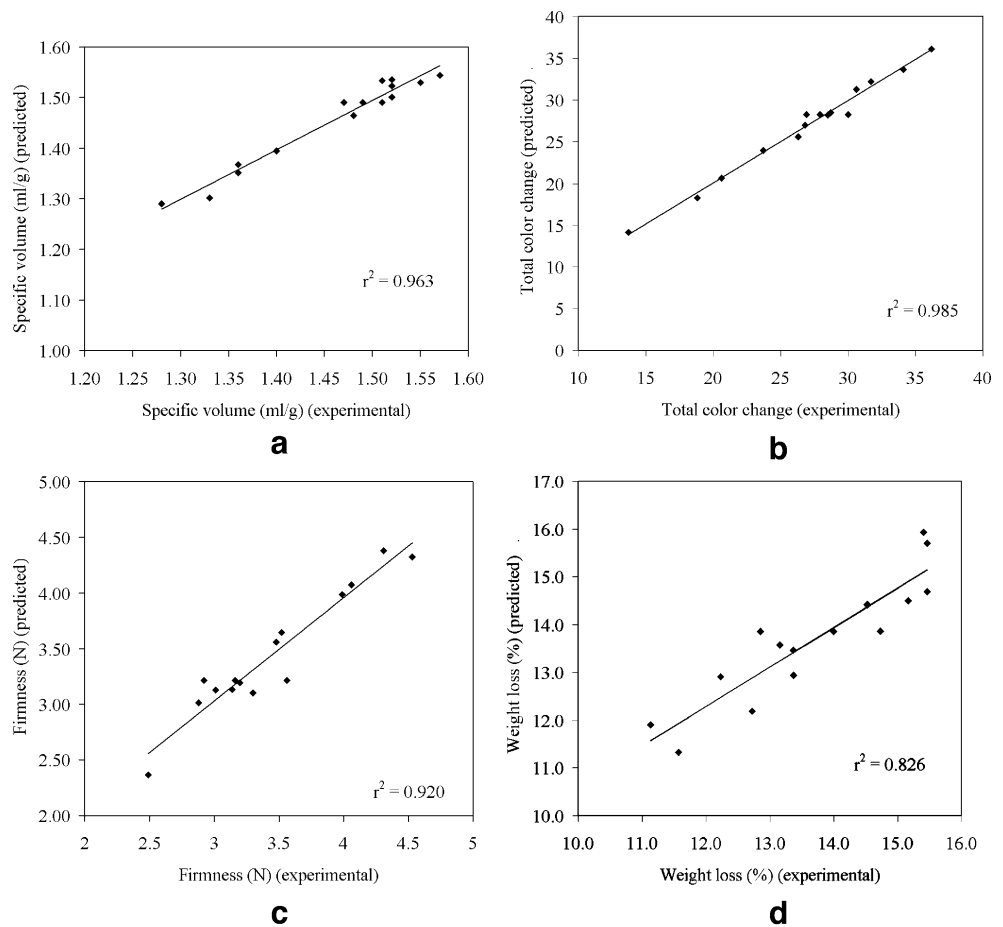 1.60
1.50
1.40
1.30
1.20
1.10
1.00
Specific volume (ml/g) (predicted)
r² = 0.963
1.20 1.25 1.30 1.35 1.40 1.45 1.50 1.55 1.60
Specific volume (ml/g) (experimental)
a
40
35
30
25
20
15
10
5
0
Total color change (predicted)
r² = 0.985
10 15 20 25 30 35 40
Total color change (experimental)
b
5.00
4.50
4.00
3.50
3.00
2.50
2.00
Firmness (N) (predicted)
r² = 0.920
2 2.5 3 3.5 4 4.5 5
Firmness (N) (experimental)
c
17.0
16.0
15.0
14.0
13.0
12.0
11.0
10.0
Weight loss (%) (predicted)
r² = 0.826
10.0 11.0 12.0 13.0 14.0 15.0 16.0
Weight loss (%) (experimental)
d